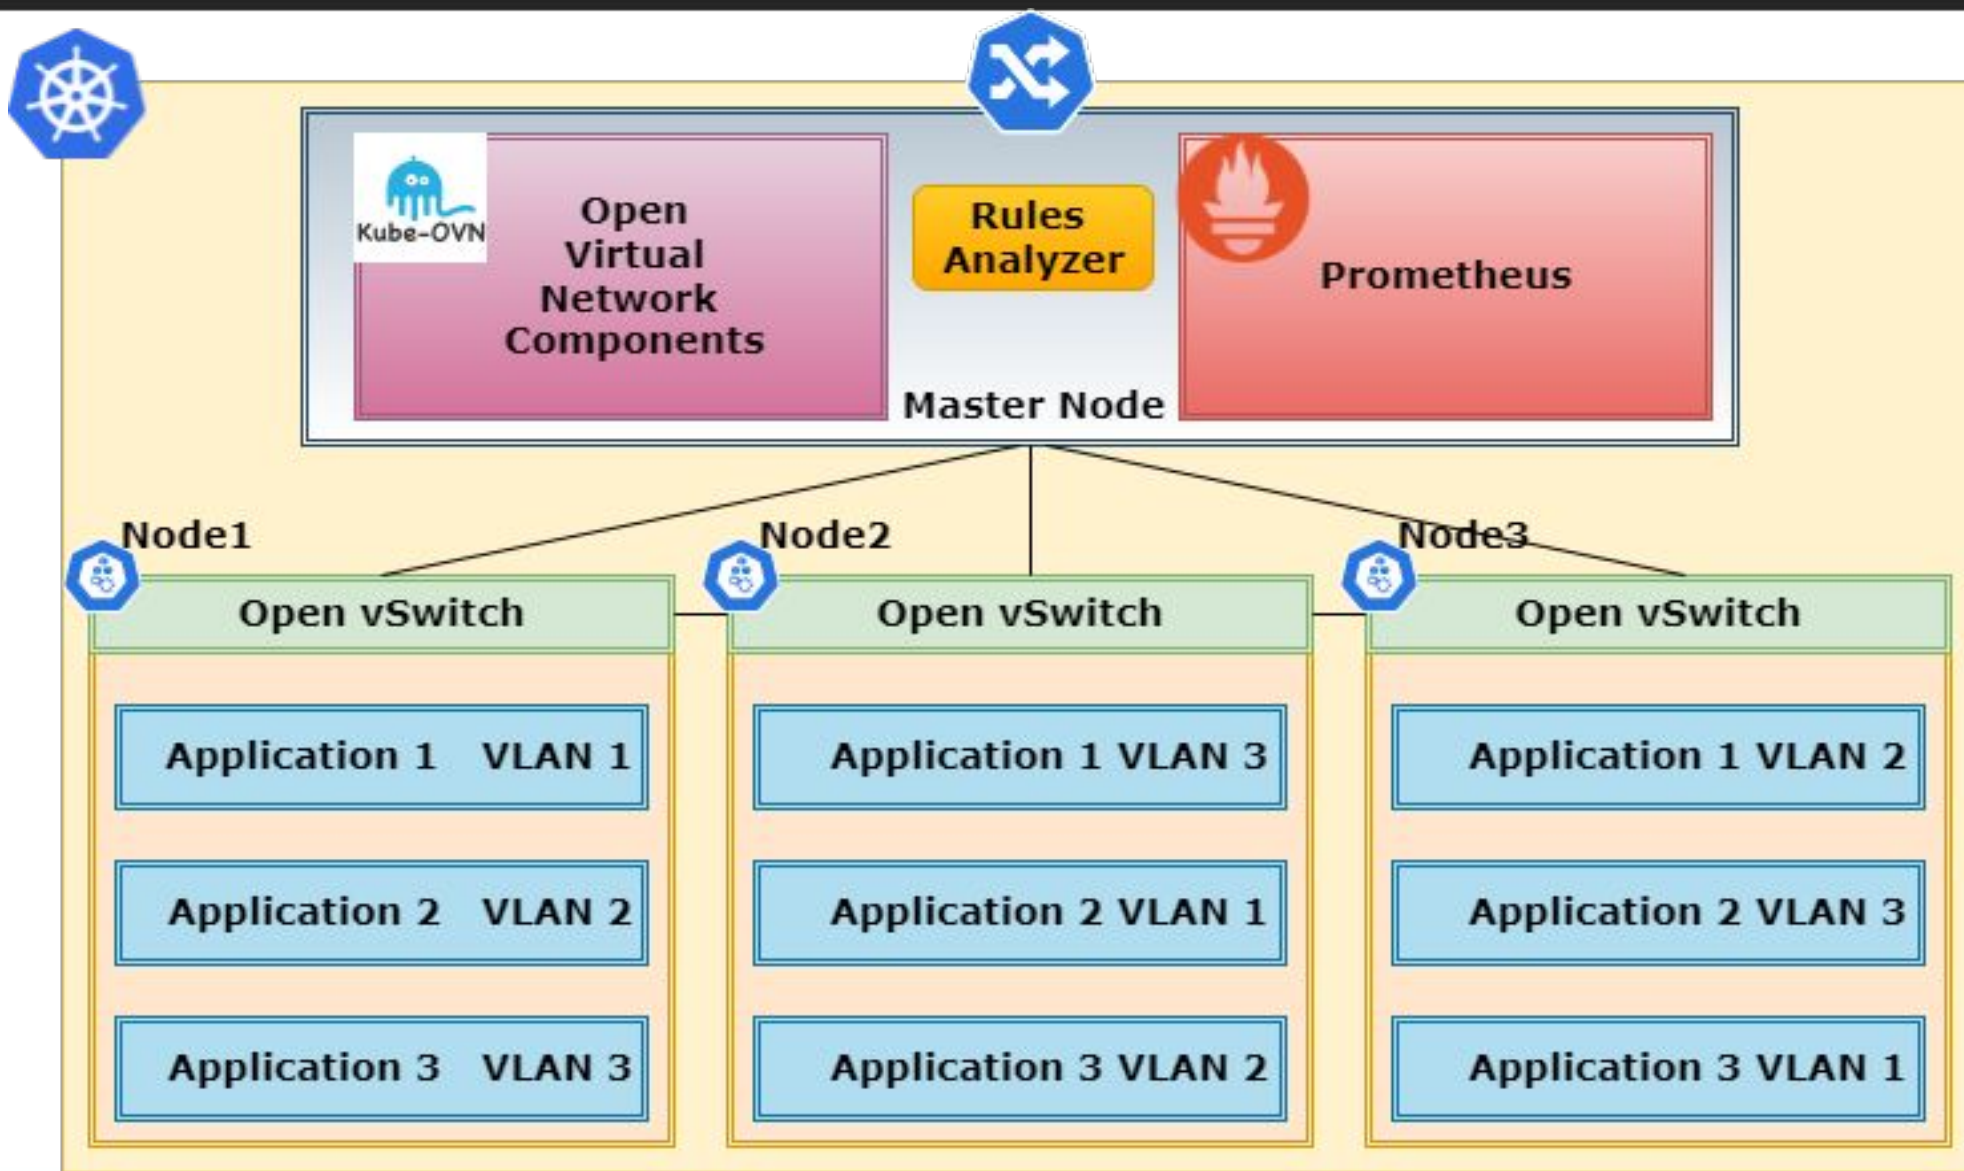 Kube-OVN
Open
Virtual
Network
Components
Rules
Analyzer
Prometheus
Master Node
Node1
Node2
Node3
Open vSwitch
Open vSwitch
Open vSwitch
Application 1 VLAN 1
Application 1 VLAN 3
Application 1 VLAN 2
Application 2 VLAN 2
Application 2 VLAN 1
Application 2 VLAN 3
Application 3 VLAN 3
Application 3 VLAN 2
Application 3 VLAN 1